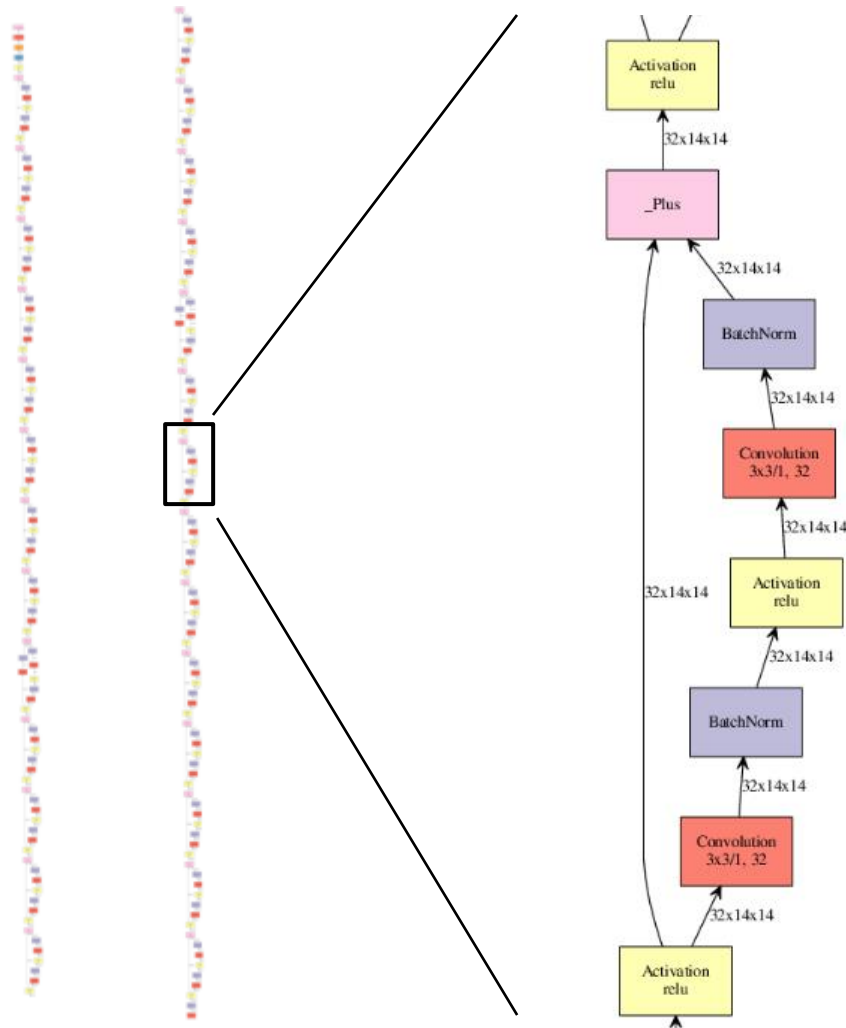 Activation
relu
32x14x14
_Plus
32x14x14
BatchNorm
32x14x14
Convolution
3x3/1, 32
32x14x14
32x14x14
Activation
relu
32x14x14
BatchNorm
32x14x14
Convolution
3x3/1, 32
32x14x14
Activation
relu